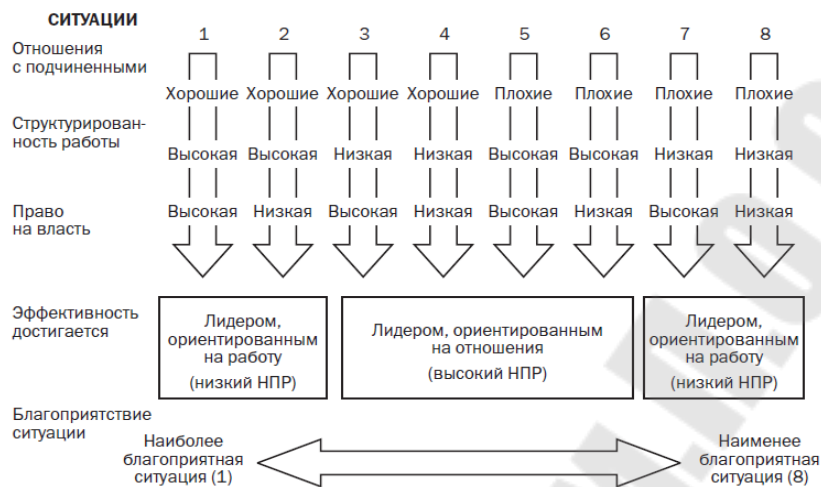 СИТУАЦИИ
1 2 3 4 5 6 7 8
Отношения
с подчиненными
Хорошие Хорошие Хорошие Хорошие Плохие Плохие Плохие Плохие
Структурирован-
ность работы
Высокая Высокая Низкая Низкая Высокая Высокая Низкая Низкая
Право
на власть
Высокая Низкая Высокая Низкая Высокая Низкая Высокая Низкая
Эффективность
достигается
Лидером,
ориентированным
на работу
(низкий НПР)
Лидером, ориентированным
на отношения
(высокий НПР)
Лидером,
ориентированным
на работу
(низкий НПР)
Благоприятствие
ситуации
Наиболее
благоприятная
ситуация (1)
Наименее
благоприятная
ситуация (8)